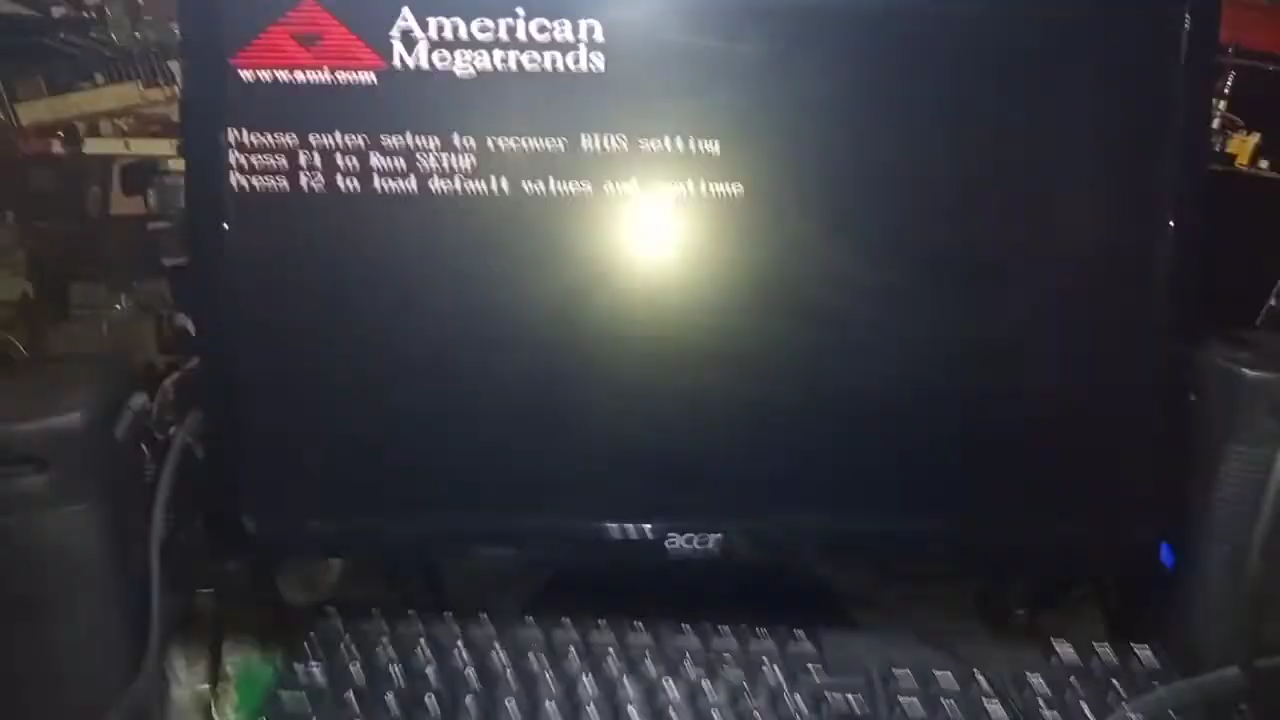 American
Megatrends
www.ami.com
Please enter setup to recover BIOS setting
Press F1 to Run SETUP
Press F2 to load default values and continue
acer